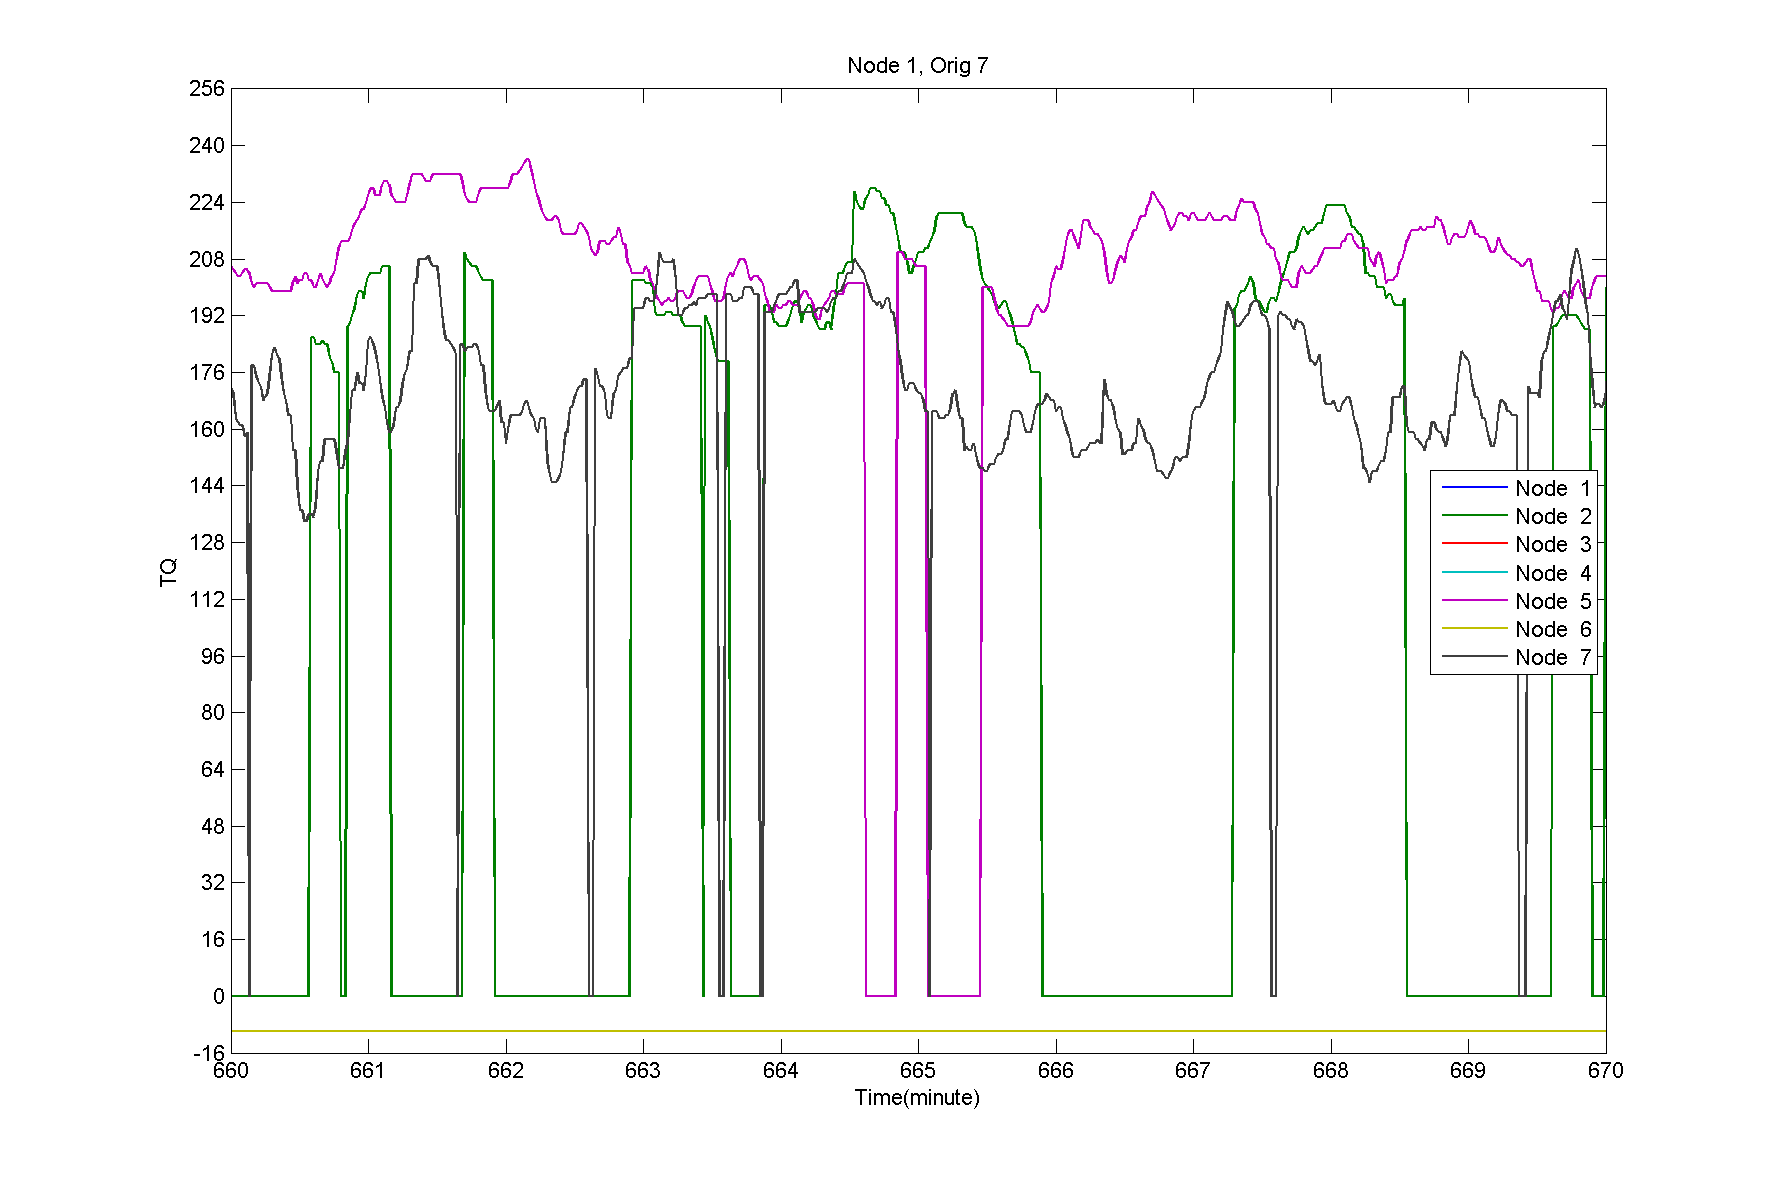 Node 1, Orig 7
256
240
224
208
192
176
160
144
128
112
96
80
64
48
32
16
0
-16
TQ
660 661 662 663 664 665 666 667 668 669 670
Time(minute)
Node 1
Node 2
Node 3
Node 4
Node 5
Node 6
Node 7